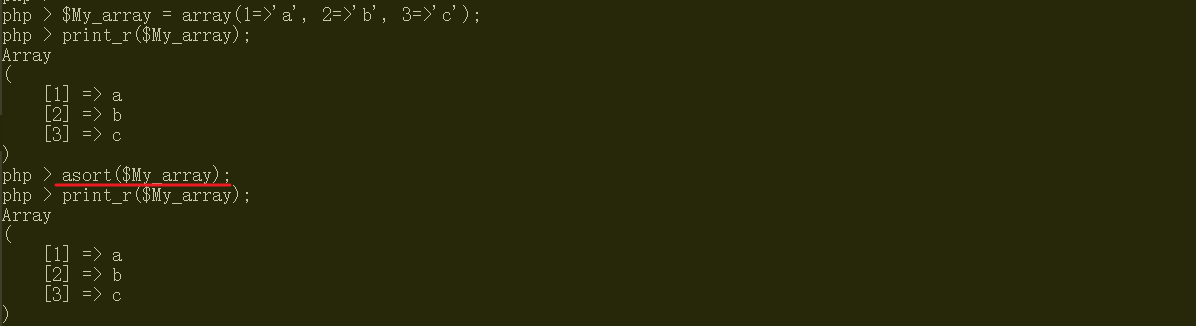 php > $My_array = array(1=>'a', 2=>'b', 3=>'c');
php > print_r($My_array);
Array
(
    [1] => a
    [2] => b
    [3] => c
)
php > asort($My_array);
php > print_r($My_array);
Array
(
    [1] => a
    [2] => b
    [3] => c
)